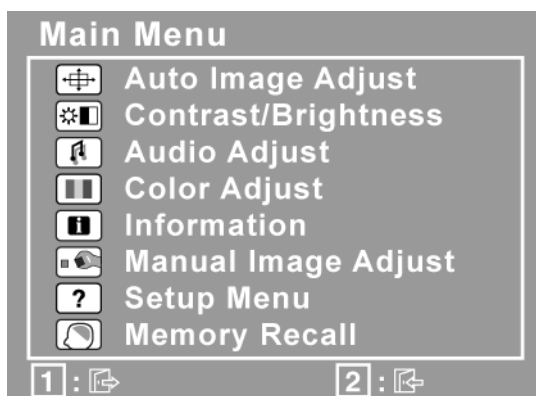 Main Menu
Auto Image Adjust
Contrast/Brightness
Audio Adjust
Color Adjust
Information
Manual Image Adjust
? Setup Menu
Memory Recall
1 : 2 :